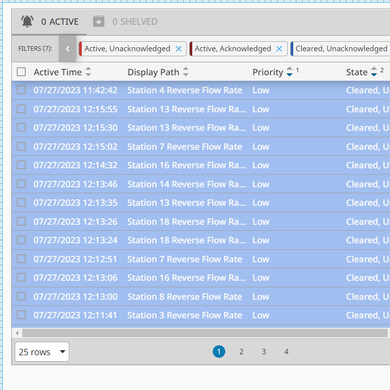 0 ACTIVE 0 SHELVED
FILTERS (7): Active, Unacknowledged Active, Acknowledged Cleared, Unacknowledged
Active Time Display Path Priority 1 State 2
07/27/2023 11:42:42 Station 4 Reverse Flow Rate Low Cleared, U
07/27/2023 12:15:55 Station 13 Reverse Flow Ra... Low Cleared, U
07/27/2023 12:15:30 Station 13 Reverse Flow Ra... Low Cleared, U
07/27/2023 12:15:02 Station 7 Reverse Flow Rate Low Cleared, U
07/27/2023 12:14:32 Station 16 Reverse Flow Ra... Low Cleared, U
07/27/2023 12:13:46 Station 14 Reverse Flow Ra... Low Cleared, U
07/27/2023 12:13:35 Station 13 Reverse Flow Ra... Low Cleared, U
07/27/2023 12:13:26 Station 18 Reverse Flow Ra... Low Cleared, U
07/27/2023 12:13:24 Station 18 Reverse Flow Ra... Low Cleared, U
07/27/2023 12:12:51 Station 7 Reverse Flow Rate Low Cleared, U
07/27/2023 12:13:06 Station 16 Reverse Flow Ra... Low Cleared, U
07/27/2023 12:13:00 Station 8 Reverse Flow Rate Low Cleared, U
07/27/2023 12:11:41 Station 3 Reverse Flow Rate Low Cleared, U
25 rows 1 2 3 4